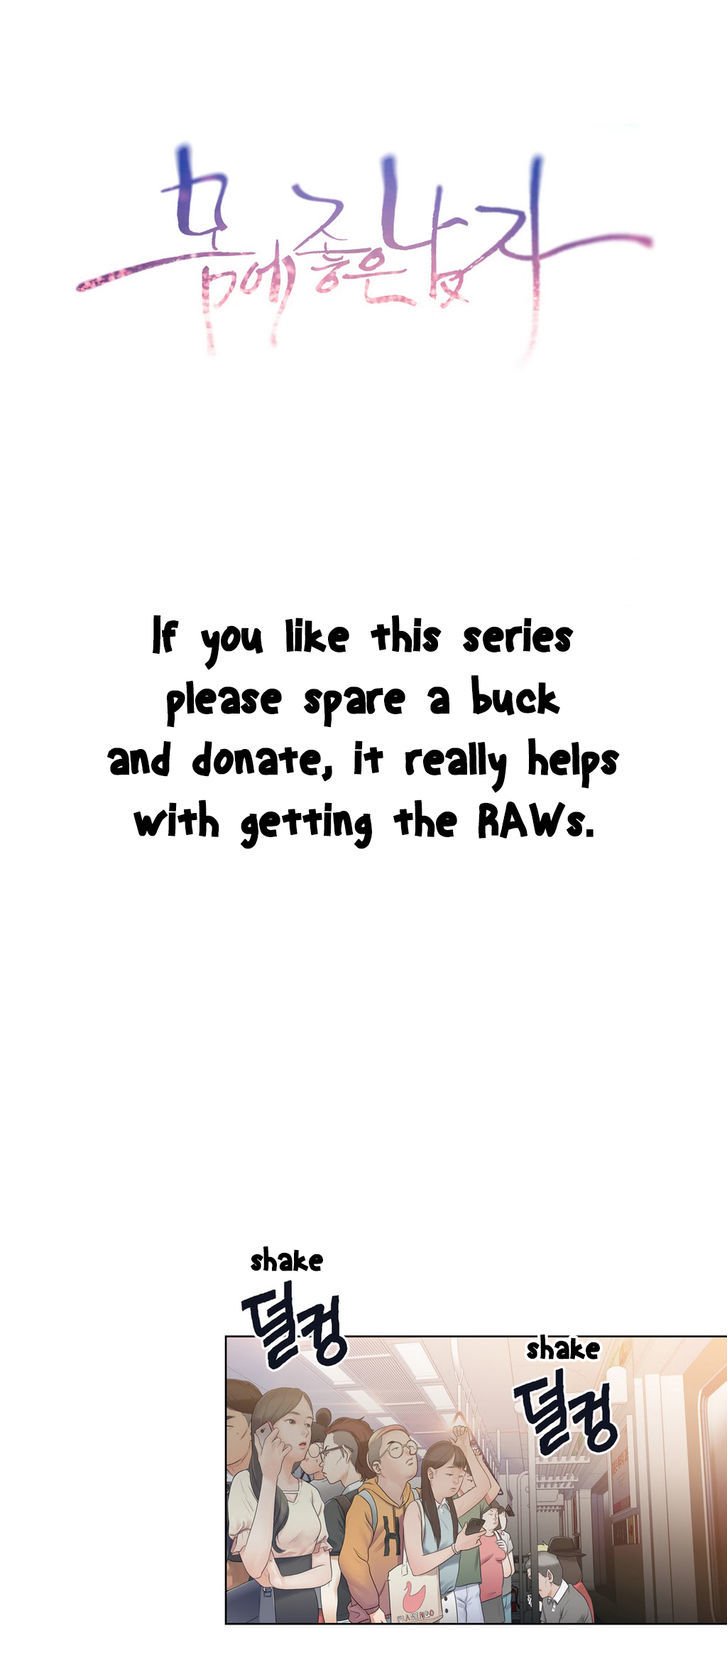 몸에 좋은 남자
If you like this series
please spare a buck
and donate, it really helps
with getting the RAWs.
shake
덜컹
shake
덜컹
H